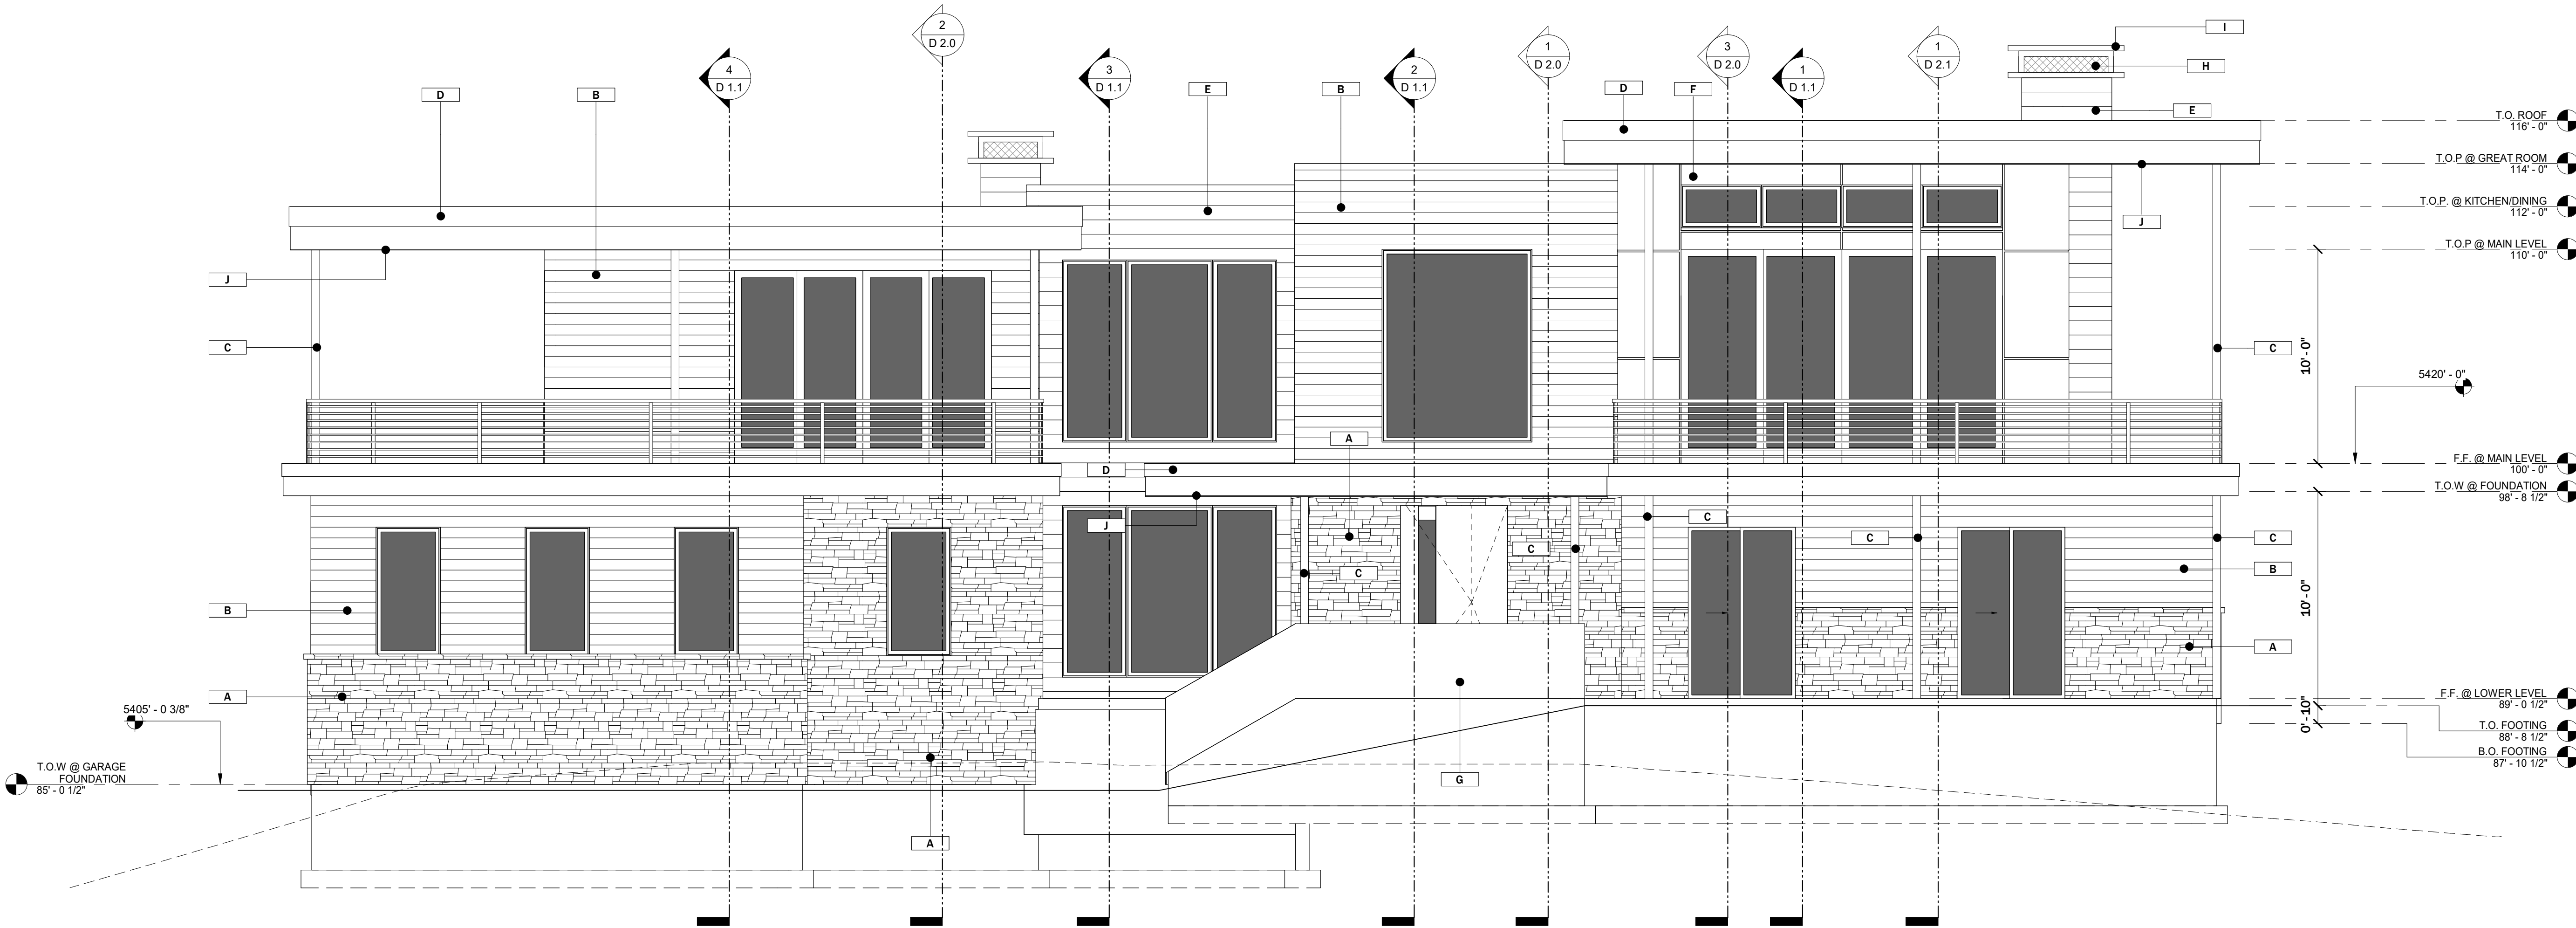 2
D 2.0
I
1
D 2.0
3
D 2.0
1
D 2.1
H
4
D 1.1
3
D 1.1
2
D 1.1
1
D 1.1
D
B
E
B
D
F
E
T.O. ROOF
116' - 0"
T.O.P @ GREAT ROOM
114' - 0"
T.O.P. @ KITCHEN/DINING
112' - 0"
J
T.O.P @ MAIN LEVEL
110' - 0"
B
J
C
C
10' - 0"
5420' - 0"
A
D
F.F. @ MAIN LEVEL
100' - 0"
T.O.W @ FOUNDATION
98' - 8 1/2"
J
C
C
C
C
C
B
B
10' - 0"
A
A
F.F. @ LOWER LEVEL
89' - 0 1/2"
5405' - 0 3/8"
0' - 10"
T.O. FOOTING
88' - 8 1/2"
B.O. FOOTING
87' - 10 1/2"
T.O.W @ GARAGE
FOUNDATION
85' - 0 1/2"
G
A